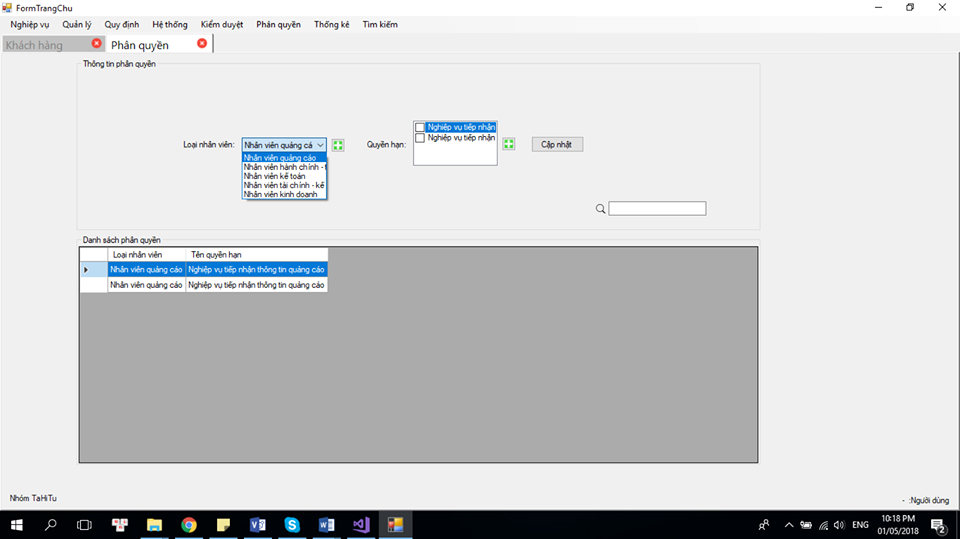 FormTrangChu
Nghiệp vụ Quản lý Quy định Hệ thống Kiểm duyệt Phân quyền Thống kê Tìm kiếm
Khách hàng Phân quyền
Thông tin phân quyền
Loại nhân viên: Nhân viên quảng cá Quyền hạn: Cập nhật
Nghiệp vụ tiếp nhận
Nghiệp vụ tiếp nhận
Nhân viên quảng cáo
Nhân viên hành chính - t
Nhân viên kế toán
Nhân viên tài chính - kế
Nhân viên kinh doanh
Danh sách phân quyền
Loại nhân viên Tên quyền hạn
Nhân viên quảng cáo Nghiệp vụ tiếp nhận thông tin quảng cáo
Nhân viên quảng cáo Nghiệp vụ tiếp nhận thông tin quảng cáo
Nhóm TaHiTu - :Người dùng
ENG 10:18 PM
01/05/2018
2